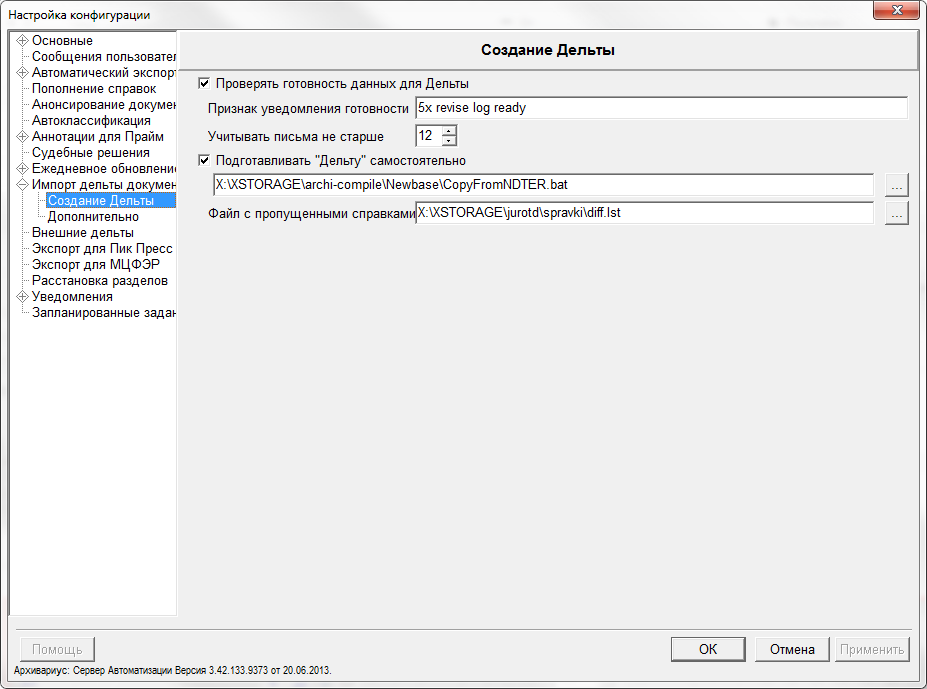 Настройка конфигурации
Основные
Сообщения пользовател
Автоматический экспорт
Пополнение справок
Анонсирование докумен
Автоклассификация
Аннотации для Прайм
Судебные решения
Ежедневное обновление
Импорт дельты докумен
Создание Дельты
Дополнительно
Внешние дельты
Экспорт для Пик Пресс
Экспорт для МЦФЭР
Расстановка разделов
Уведомления
Запланированные задан
Создание Дельты
Проверять готовность данных для Дельты
Признак уведомления готовности 5x revise log ready
Учитывать письма не старше 12
Подготавливать "Дельту" самостоятельно
X:\XSTORAGE\archi-compile\Newbase\CopyFromNDTER.bat ...
Файл с пропущенными справками X:\XSTORAGE\jurotd\spravki\diff.lst ...
Помощь OK Отмена Применить
Архивариус: Сервер Автоматизации Версия 3.42.133.9373 от 20.06.2013.